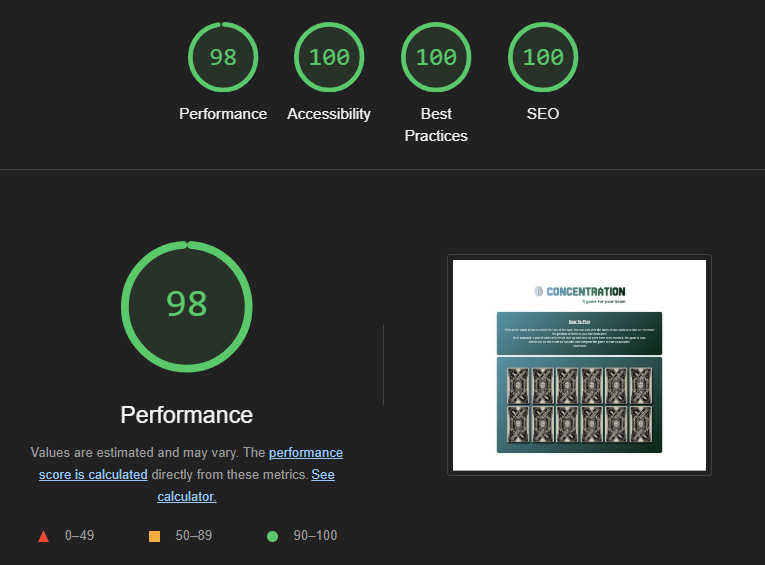 98
100
100
100
Performance
Accessibility
Best
Practices
SEO
98
Performance
Values are estimated and may vary. The performance
score is calculated directly from these metrics. See
calculator.
0–49
50–89
90–100
CONCENTRATION
A game for your brain
How To Play